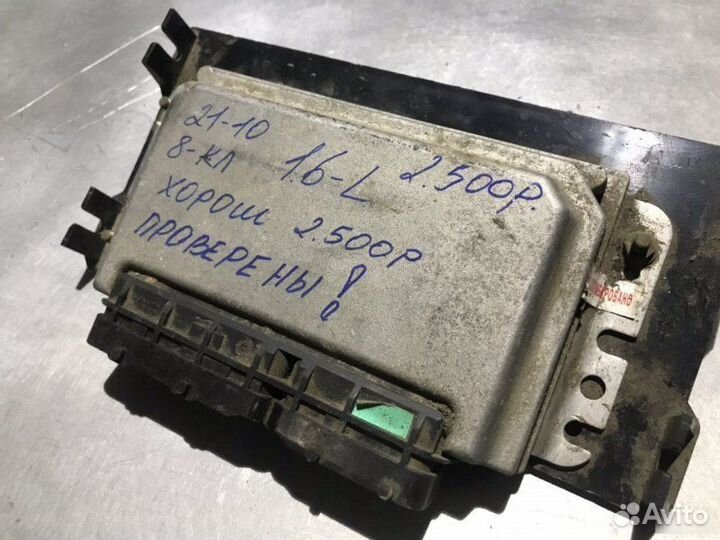 21-10
8-КЛ 1.6-L 2.500Р.
ХОРОШ 2.500Р
ПРОВЕРЕНЫ!
Avito